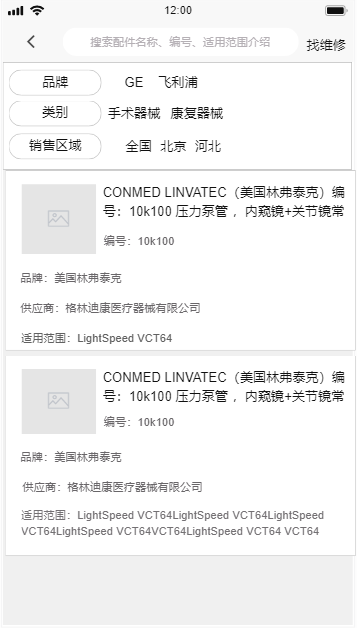 12:00
搜索配件名称、编号、适用范围介绍
找维修
品牌 GE 飞利浦
类别 手术器械 康复器械
销售区域 全国 北京 河北
CONMED LINVATEC（美国林弗泰克）编
号：10k100 压力泵管 ，内窥镜+关节镜常
编号：10k100
品牌：美国林弗泰克
供应商：格林迪康医疗器械有限公司
适用范围：LightSpeed VCT64
CONMED LINVATEC（美国林弗泰克）编
号：10k100 压力泵管 ，内窥镜+关节镜常
编号：10k100
品牌：美国林弗泰克
供应商：格林迪康医疗器械有限公司
适用范围：LightSpeed VCT64LightSpeed VCT64LightSpeed
VCT64LightSpeed VCT64VCT64LightSpeed VCT64 VCT64